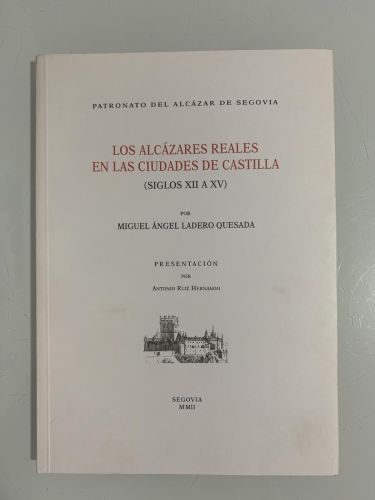 PATRONATO DEL ALCÁZAR DE SEGOVIA
LOS ALCÁZARES REALES
EN LAS CIUDADES DE CASTILLA
(SIGLOS XII A XV)
POR
MIGUEL ÁNGEL LADERO QUESADA
PRESENTACIÓN
POR
ANTONIO RUIZ HERNANDO
SEGOVIA
MMII